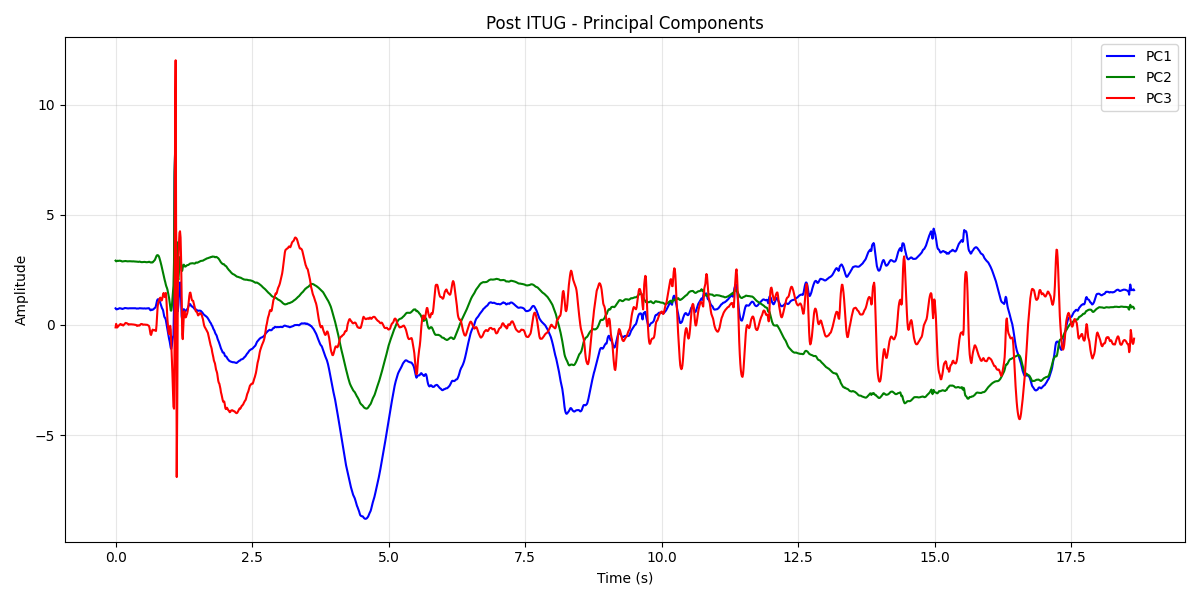 Post ITUG - Principal Components
PC1
PC2
PC3
Amplitude
10
5
0
−5
0.0 2.5 5.0 7.5 10.0 12.5 15.0 17.5
Time (s)